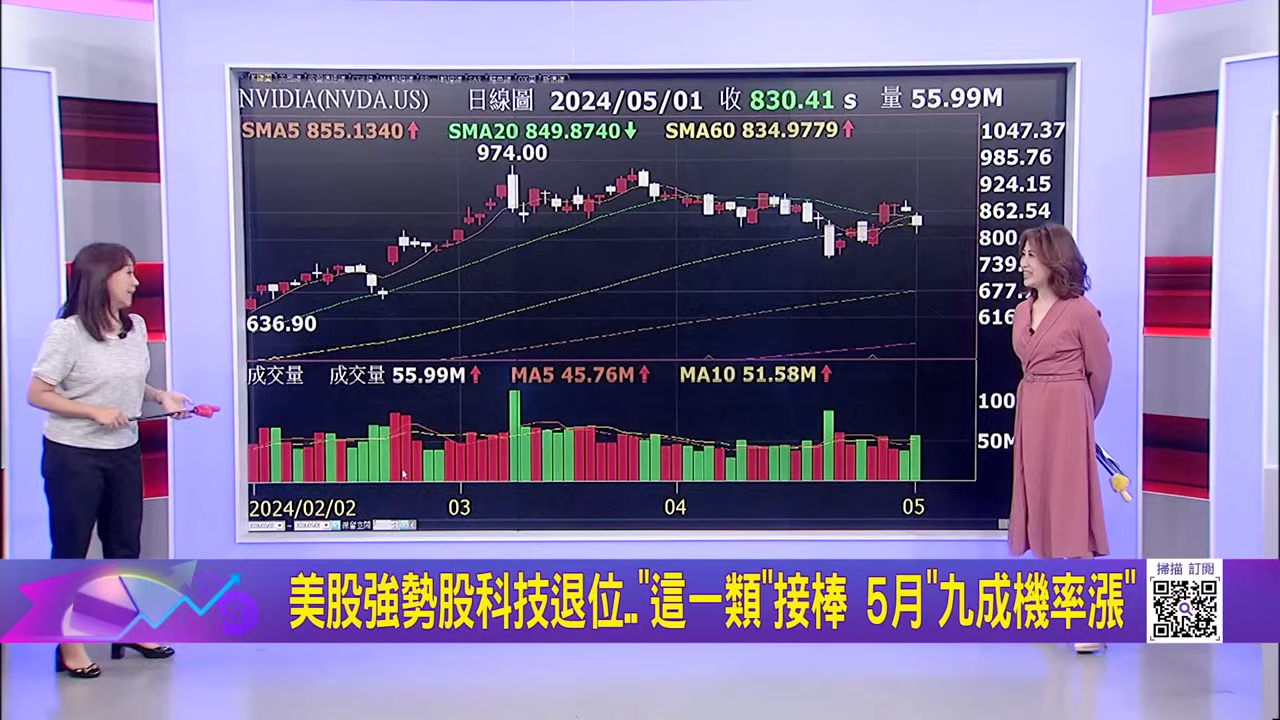 NVIDIA(NVDA.US) 日線圖 2024/05/01 收 830.41 s 量 55.99M
SMA5 855.1340↑ SMA20 849.8740↓ SMA60 834.9779↑
974.00
1047.37
985.76
924.15
862.54
800.
739.
677.
616
636.90
成交量 成交量 55.99M↑ MA5 45.76M↑ MA10 51.58M↑
100
50M
2024/02/02 03 04 05
美股強勢股科技退位.."這一類"接棒 5月"九成機率漲"
掃描 訂閱